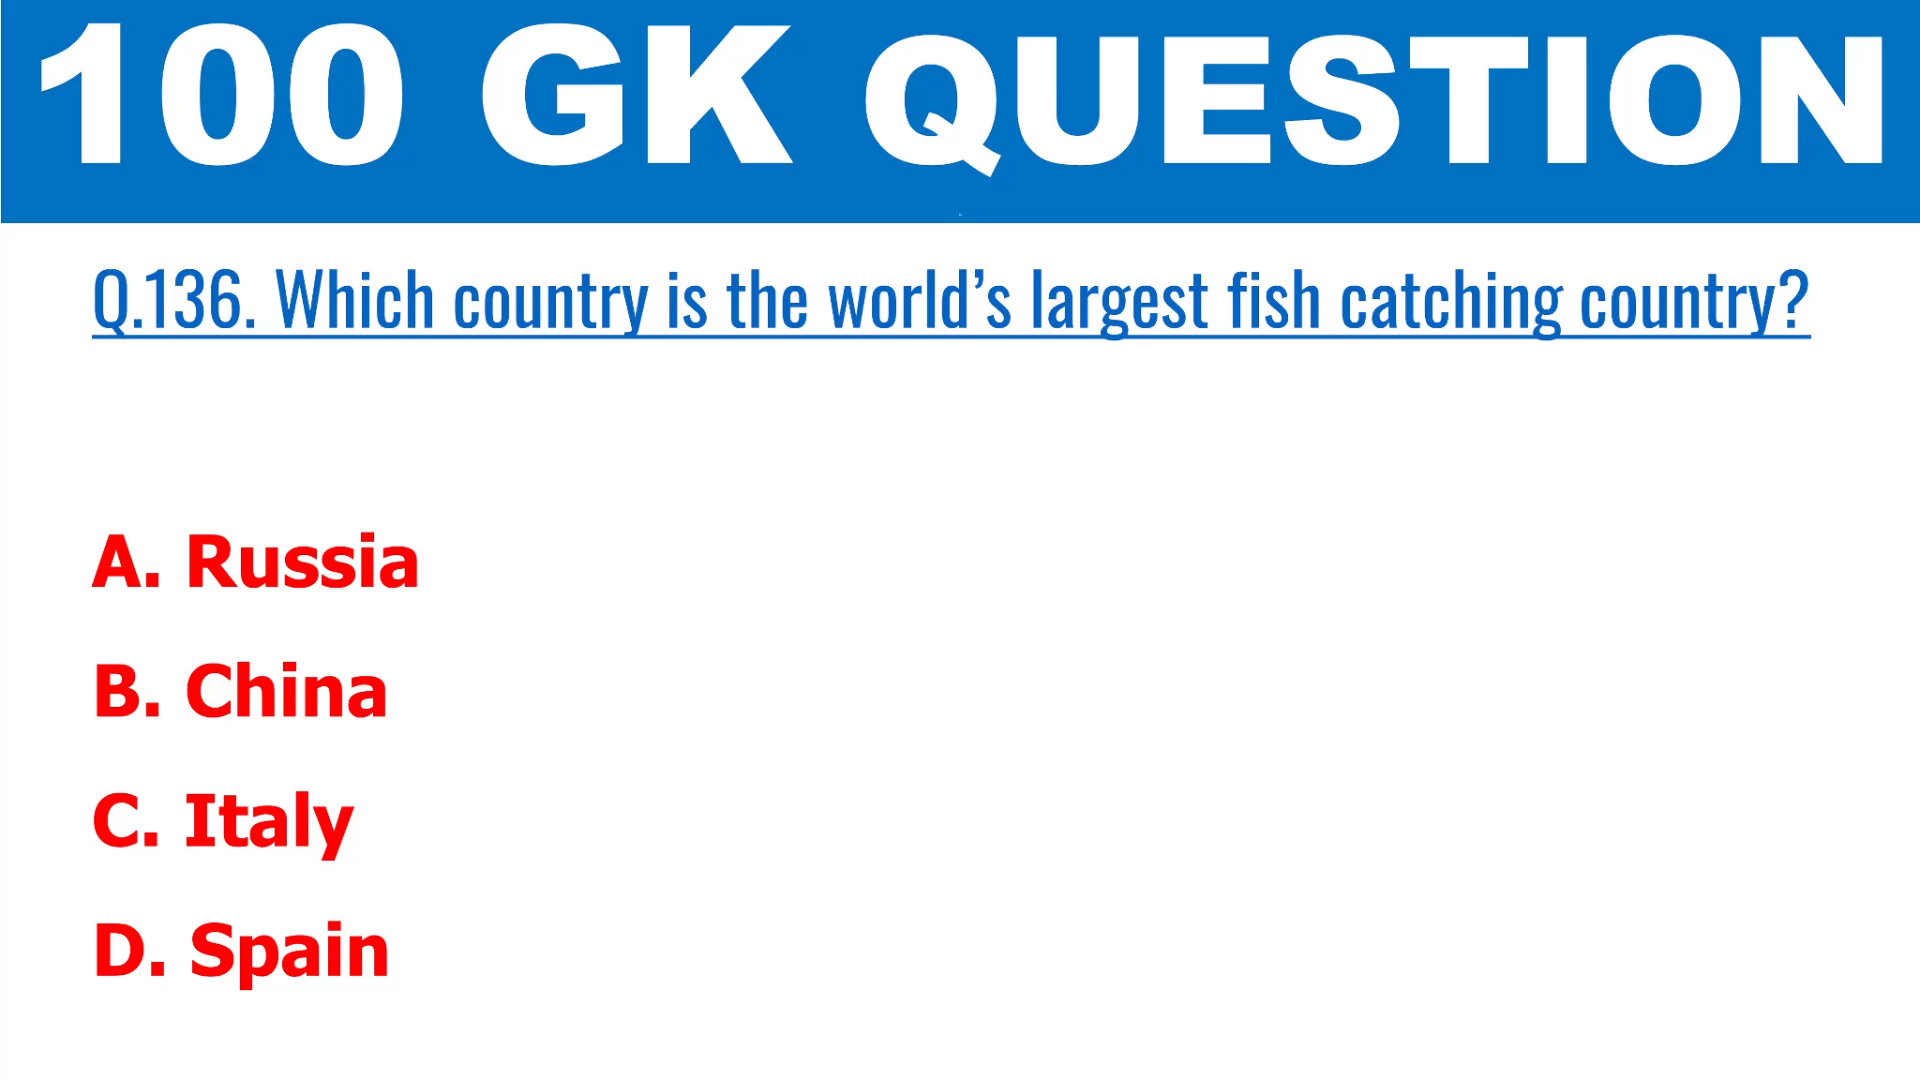 100 GK QUESTION
Q.136. Which country is the world’s largest fish catching country?
A. Russia
B. China
C. Italy
D. Spain